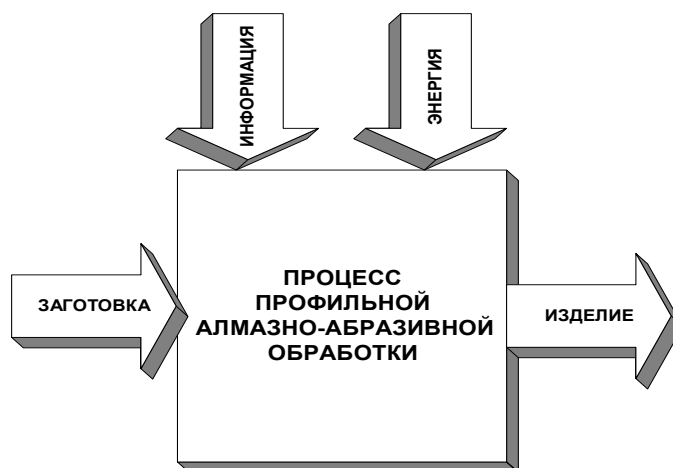 ИНФОРМАЦИЯ
ЭНЕРГИЯ
ЗАГОТОВКА
ПРОЦЕСС
ПРОФИЛЬНОЙ
АЛМАЗНО-АБРАЗИВНОЙ
ОБРАБОТКИ
ИЗДЕЛИЕ